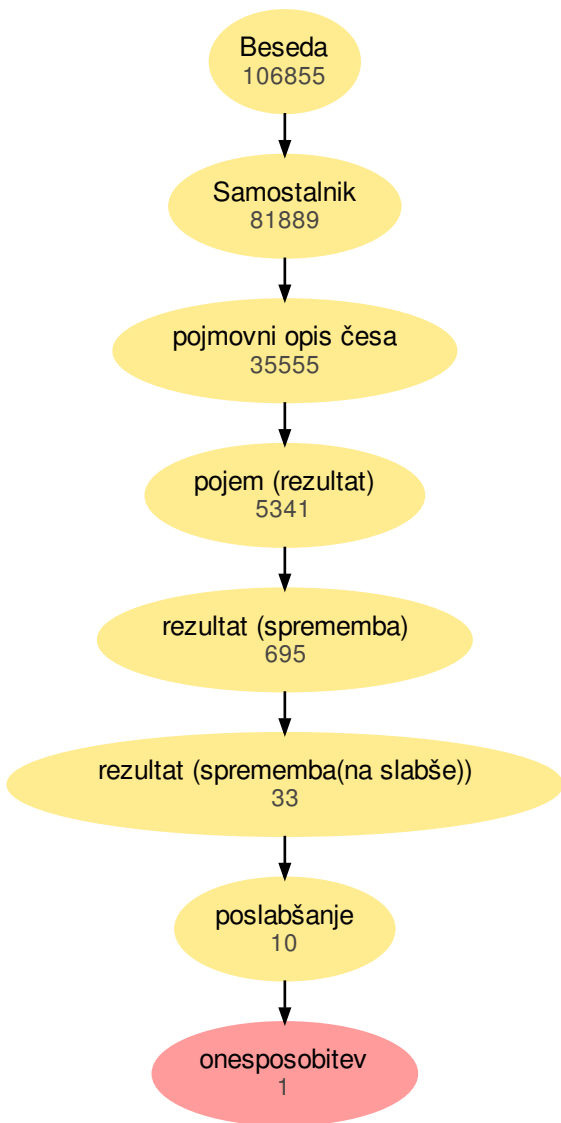 Beseda
106855
Samostalnik
81889
pojmovni opis česa
35555
pojem (rezultat)
5341
rezultat (sprememba)
695
rezultat (sprememba(na slabše))
33
poslabšanje
10
onesposobitev
1